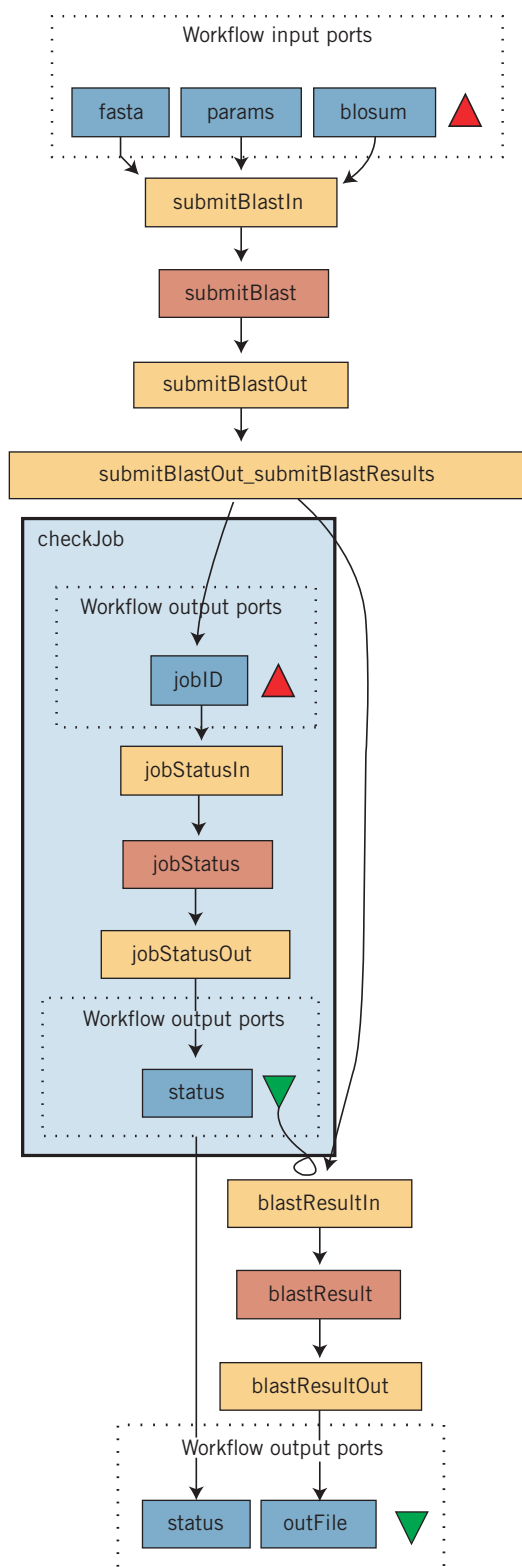 Workflow input ports
fasta params blosum
submitBlastIn
submitBlast
submitBlastOut
submitBlastOut_submitBlastResults
checkJob
Workflow output ports
jobID
jobStatusIn
jobStatus
jobStatusOut
Workflow output ports
status
blastResultIn
blastResult
blastResultOut
Workflow output ports
status outFile